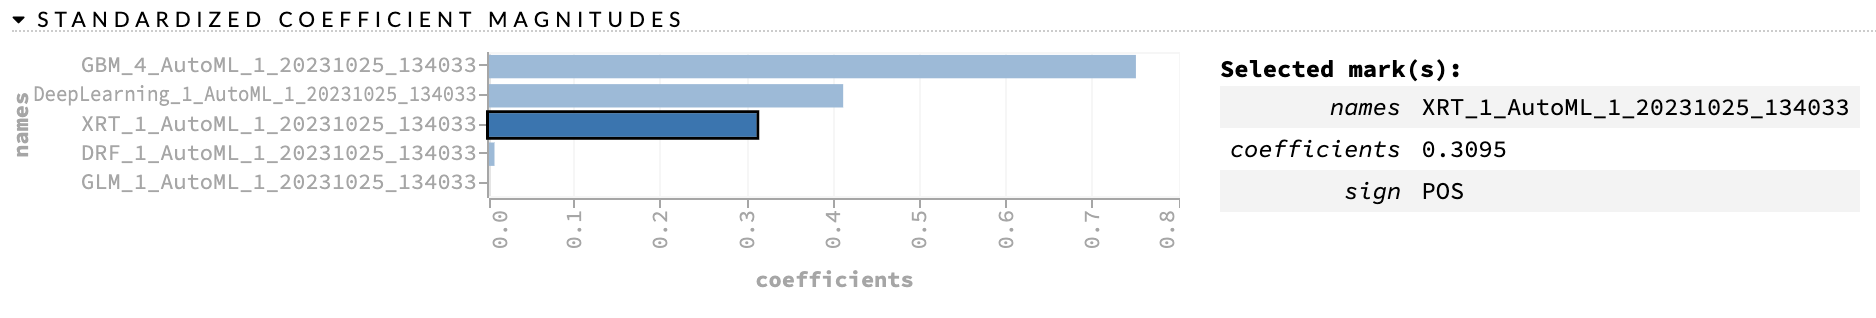 STANDARDIZED COEFFICIENT MAGNITUDES
names
GBM_4_AutoML_1_20231025_134033
DeepLearning_1_AutoML_1_20231025_134033
XRT_1_AutoML_1_20231025_134033
DRF_1_AutoML_1_20231025_134033
GLM_1_AutoML_1_20231025_134033
0.0 0.1 0.2 0.3 0.4 0.5 0.6 0.7 0.8
coefficients
Selected mark(s):
names XRT_1_AutoML_1_20231025_134033
coefficients 0.3095
sign POS